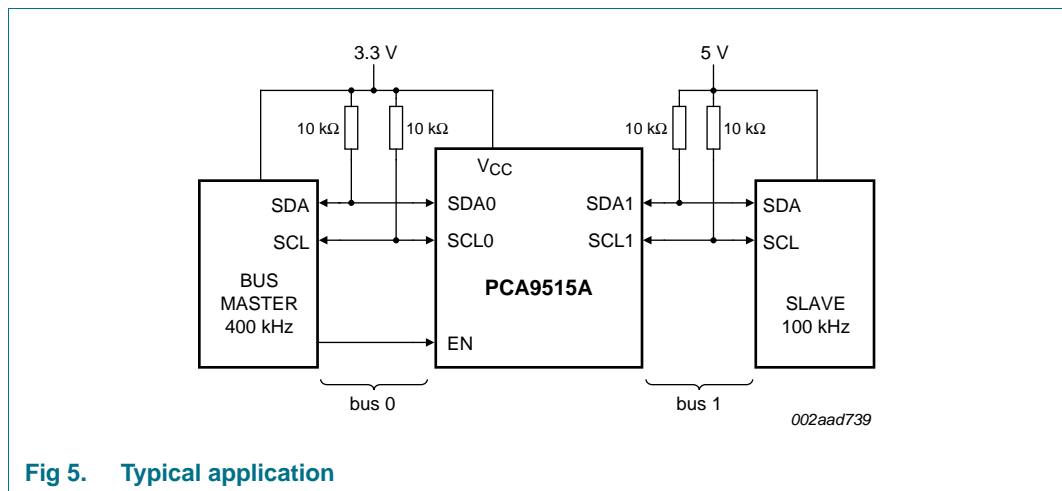 3.3 V
5 V
10 kΩ
10 kΩ
10 kΩ
10 kΩ
VCC
SDA
SDA0
SDA1
SDA
SCL
SCL0
SCL1
SCL
BUS
MASTER
400 kHz
PCA9515A
SLAVE
100 kHz
EN
bus 0
bus 1
002aad739
Fig 5. Typical application